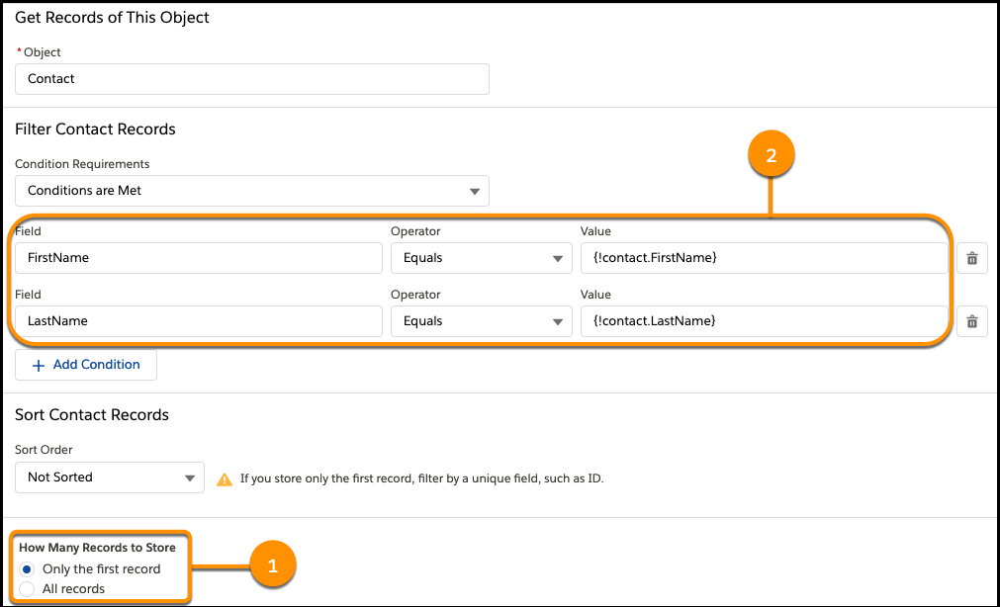 Get Records of This Object
* Object
Contact
Filter Contact Records
Condition Requirements
Conditions are Met
2
Field Operator Value
FirstName Equals {!contact.FirstName}
Field Operator Value
LastName Equals {!contact.LastName}
+ Add Condition
Sort Contact Records
Sort Order
Not Sorted If you store only the first record, filter by a unique field, such as ID.
How Many Records to Store
Only the first record
1
All records